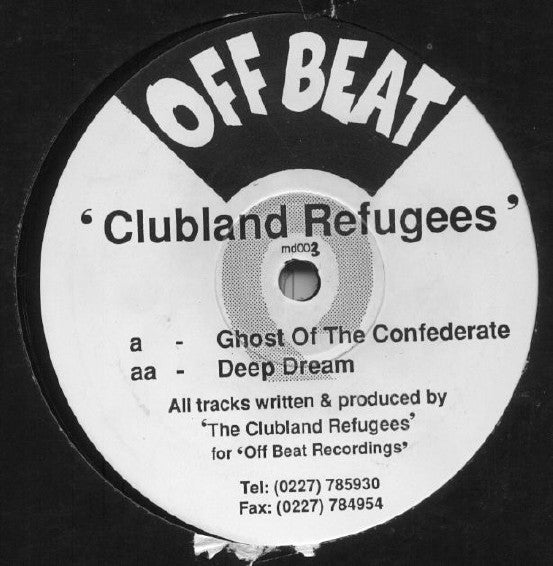 OFF BEAT
‘Clubland Refugees’
md003
a - Ghost Of The Confederate
aa - Deep Dream
All tracks written & produced by
‘The Clubland Refugees’
for ‘Off Beat Recordings’
Tel: (0227) 785930
Fax: (0227) 784954